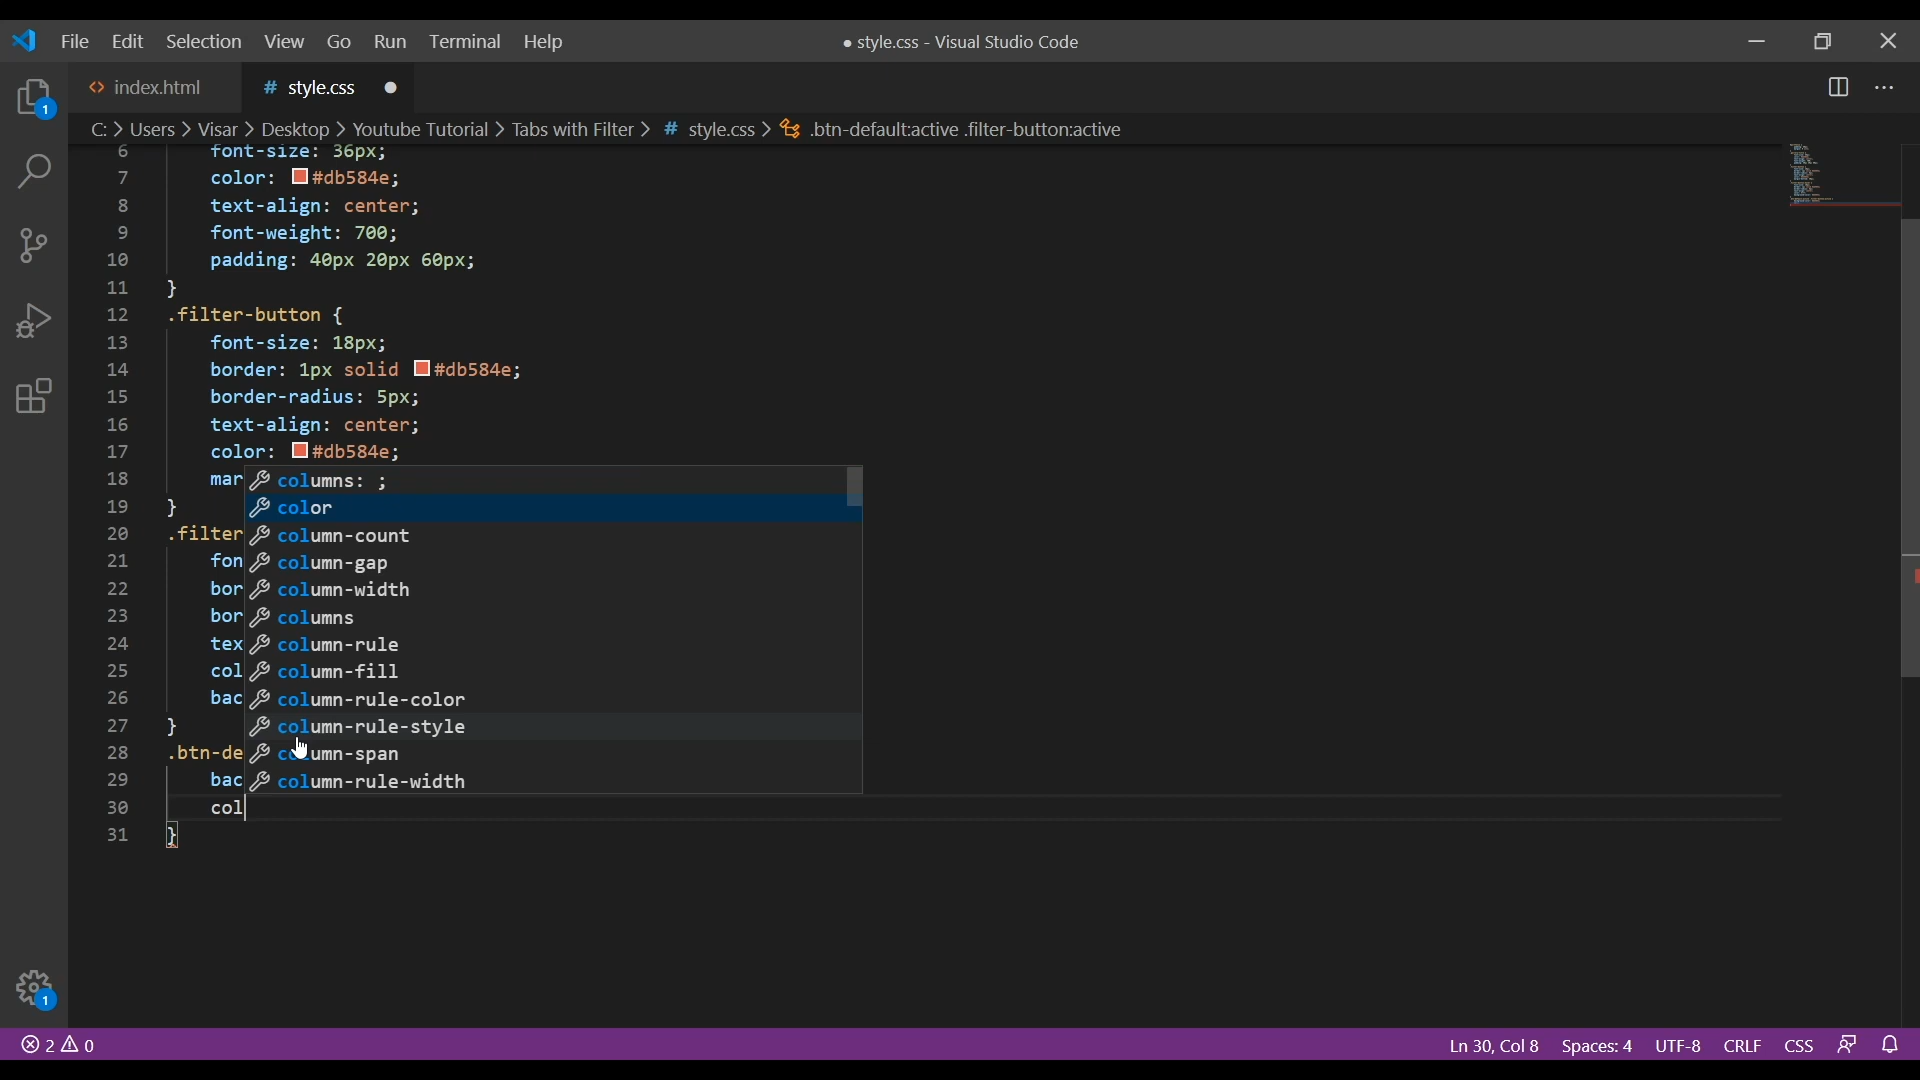 File Edit Selection View Go Run Terminal Help
● style.css - Visual Studio Code
<> index.html
# style.css ●
C: > Users > Visar > Desktop > Youtube Tutorial > Tabs with Filter > # style.css > .btn-default:active .filter-button:active
6 font-size: 36px;
7 color: #db584e;
8 text-align: center;
9 font-weight: 700;
10 padding: 40px 20px 60px;
11 }
12 .filter-button {
13 font-size: 18px;
14 border: 1px solid #db584e;
15 border-radius: 5px;
16 text-align: center;
17 color: #db584e;
18 mar
19 }
20 .filter
21 fon
22 bor
23 bor
24 tex
25 col
26 bac
27 }
28 .btn-de
29 bac
30 col
31 }
columns: ;
color
column-count
column-gap
column-width
columns
column-rule
column-fill
column-rule-color
column-rule-style
column-span
column-rule-width
1
1
2 0
Ln 30, Col 8 Spaces: 4 UTF-8 CRLF CSS